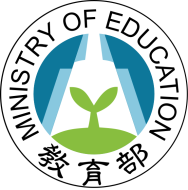 MINISTRY OF EDUCATION
教育部